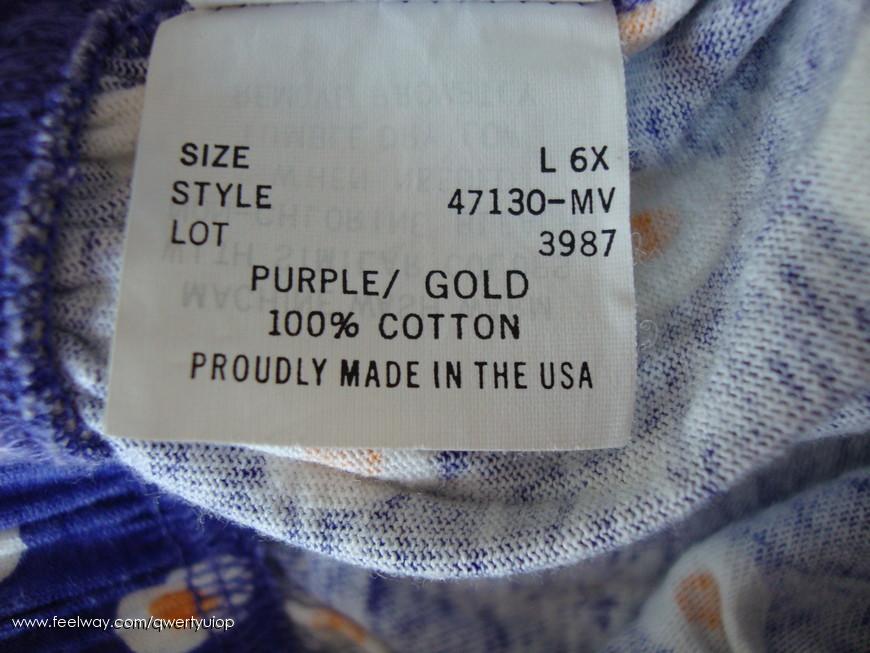 SIZE L 6X
STYLE 47130-MV
LOT 3987
PURPLE/ GOLD
100% COTTON
PROUDLY MADE IN THE USA
www.feelway.com/qwertyuiop